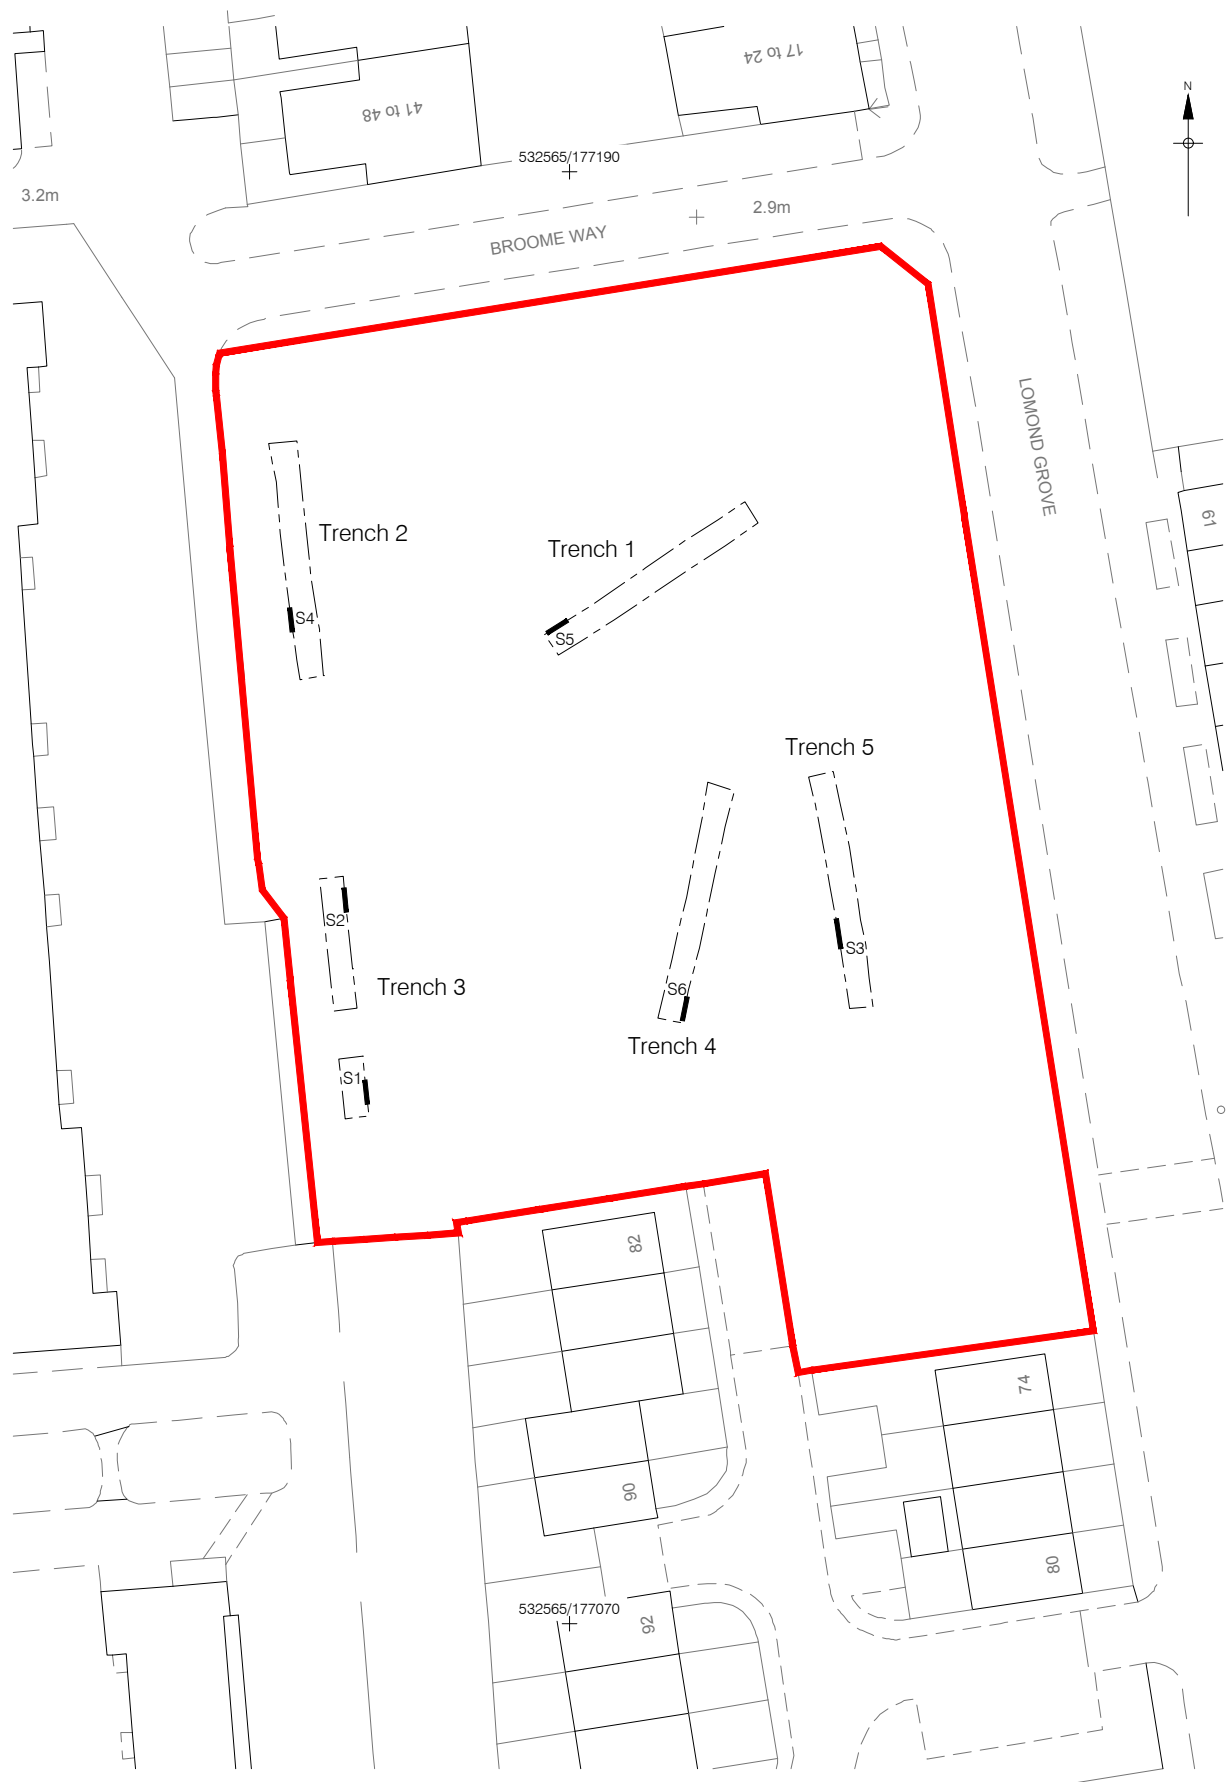 17 to 24
N
41 to 48
532565/177190
3.2m
2.9m
BROOME WAY
LOMOND GROVE
61
Trench 2
Trench 1
S4
S5
Trench 5
S2
S3
Trench 3
S6
Trench 4
S1
82
74
90
80
532565/177070
92